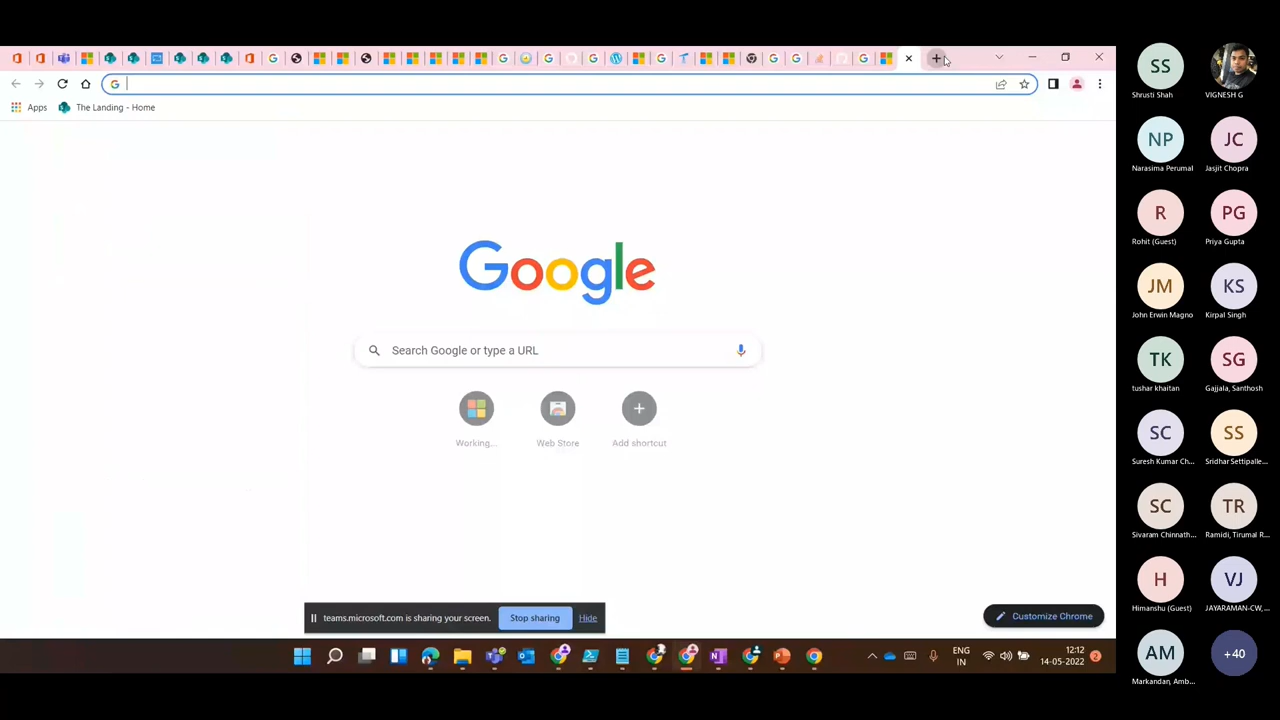 Apps
The Landing - Home
Google
Search Google or type a URL
Working...
Web Store
Add shortcut
teams.microsoft.com is sharing your screen.
Stop sharing
Hide
Customize Chrome
ENG
IN
12:12
14-05-2022
2
SS
Shrusti Shah
VIGNESH G
NP
Narasima Perumal
JC
Jasjit Chopra
R
Rohit (Guest)
PG
Priya Gupta
JM
John Erwin Magno
KS
Kirpal Singh
TK
tushar khaitan
SG
Gajjala, Santhosh
SC
Suresh Kumar Ch...
SS
Sridhar Settipalle...
SC
Sivaram Chinnath...
TR
Ramidi, Tirumal R...
H
Himanshu (Guest)
VJ
JAYARAMAN-CW, ...
AM
Markandan, Amb...
+40